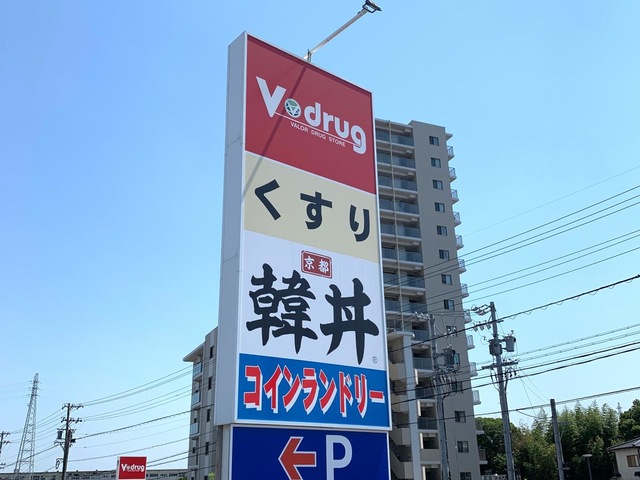 V drug
VALOR DRUG STORE
くすり
京都
韓丼
®
コインランドリー
← P
V drug